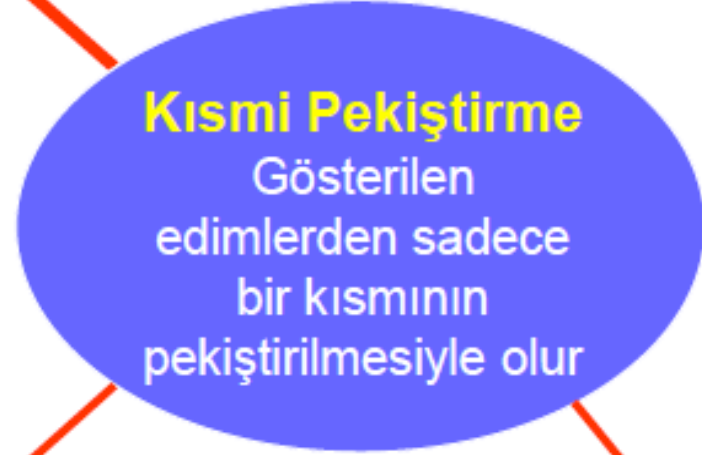 Kısmi Pekiştirme
Gösterilen
edimlerden sadece
bir kısmının
pekiştirilmesiyle olur